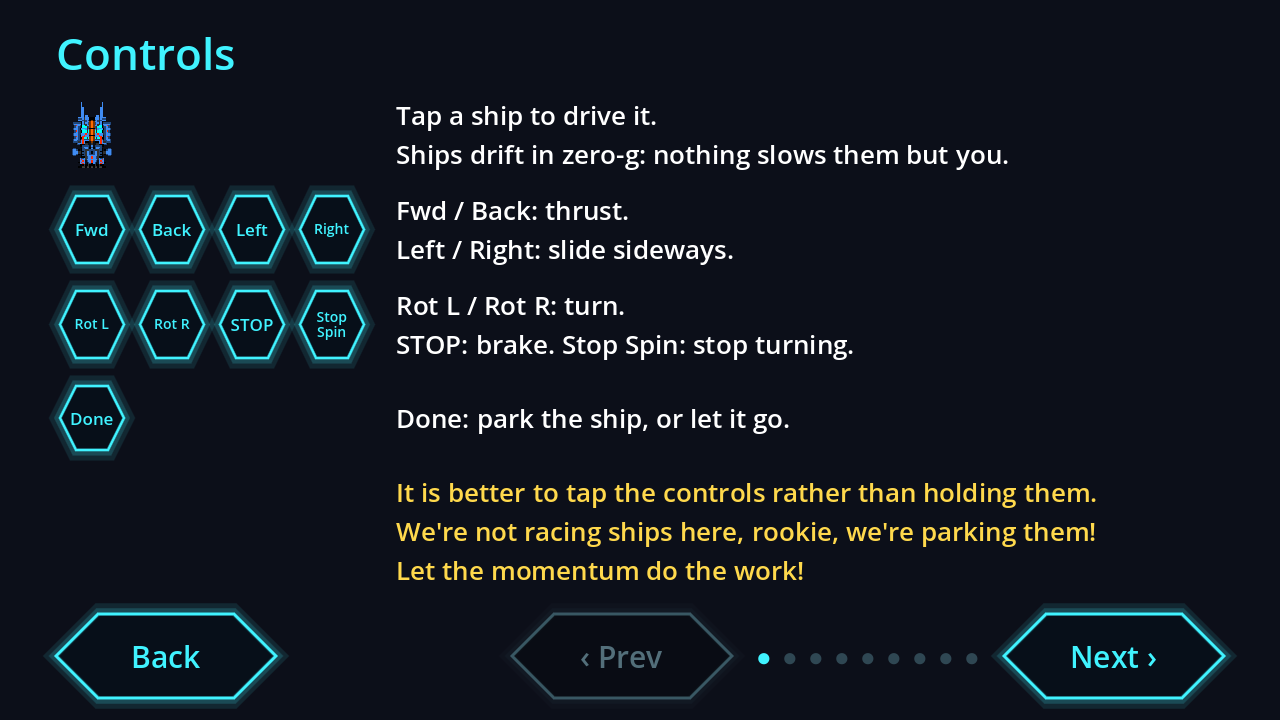 Controls
Tap a ship to drive it.
Ships drift in zero-g: nothing slows them but you.
Fwd
Back
Left
Right
Fwd / Back: thrust.
Left / Right: slide sideways.
Rot L
Rot R
STOP
Stop
Spin
Rot L / Rot R: turn.
STOP: brake. Stop Spin: stop turning.
Done
Done: park the ship, or let it go.
It is better to tap the controls rather than holding them.
We're not racing ships here, rookie, we're parking them!
Let the momentum do the work!
Back
‹ Prev
Next ›